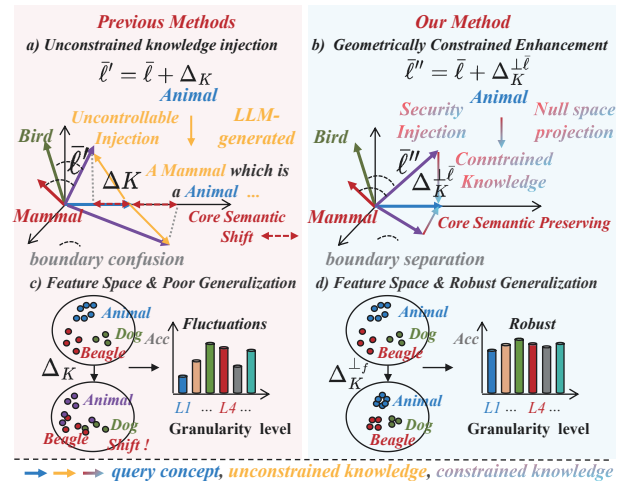 Previous Methods
a) Unconstrained knowledge injection
ℓ̄′ = ℓ̄ + Δ_K
Animal
Uncontrollable
Injection
LLM-
generated
Bird
ℓ̄′
ΔK
A Mammal which is
a Animal ...
Mammal
Core Semantic
Shift
boundary confusion
c) Feature Space & Poor Generalization
Animal
Dog
Beagle
Δ_K
Animal
Dog
Beagle
Shift !
Fluctuations
Acc
L1 ... L4 ...
Granularity level
Our Method
b) Geometrically Constrained Enhancement
ℓ̄″ = ℓ̄ + Δ_K^{⊥ℓ̄}
Animal
Security
Injection
Null space
projection
Bird
ℓ̄″
Δ_K^{⊥ℓ̄}
Conntrained
Knowledge
Mammal
Core Semantic Preserving
boundary separation
d) Feature Space & Robust Generalization
Animal
Dog
Beagle
Δ_K^{⊥f}
Animal
Dog
Beagle
Robust
Acc
L1 ... L4 ...
Granularity level
query concept, unconstrained knowledge, constrained knowledge